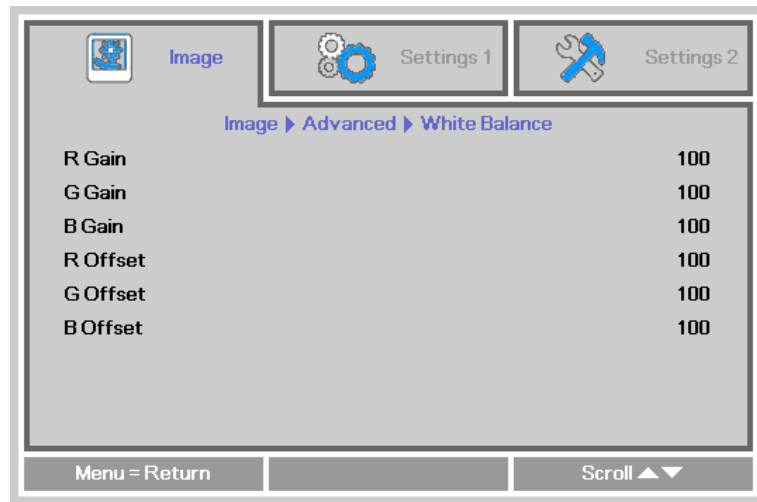 Image Settings 1 Settings 2
Image ▶ Advanced ▶ White Balance
R Gain 100
G Gain 100
B Gain 100
R Offset 100
G Offset 100
B Offset 100
Menu = Return Scroll ▲▼